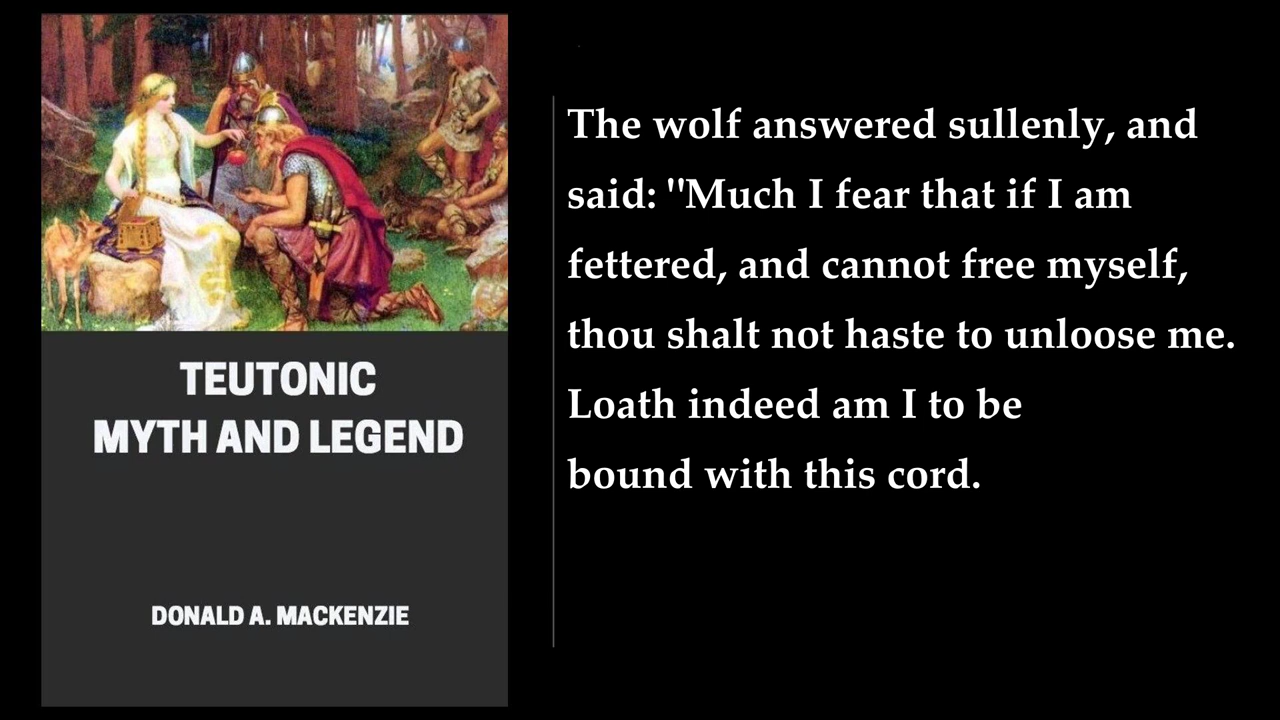 TEUTONIC
MYTH AND LEGEND
DONALD A. MACKENZIE
The wolf answered sullenly, and
said: "Much I fear that if I am
fettered, and cannot free myself,
thou shalt not haste to unloose me.
Loath indeed am I to be
bound with this cord.